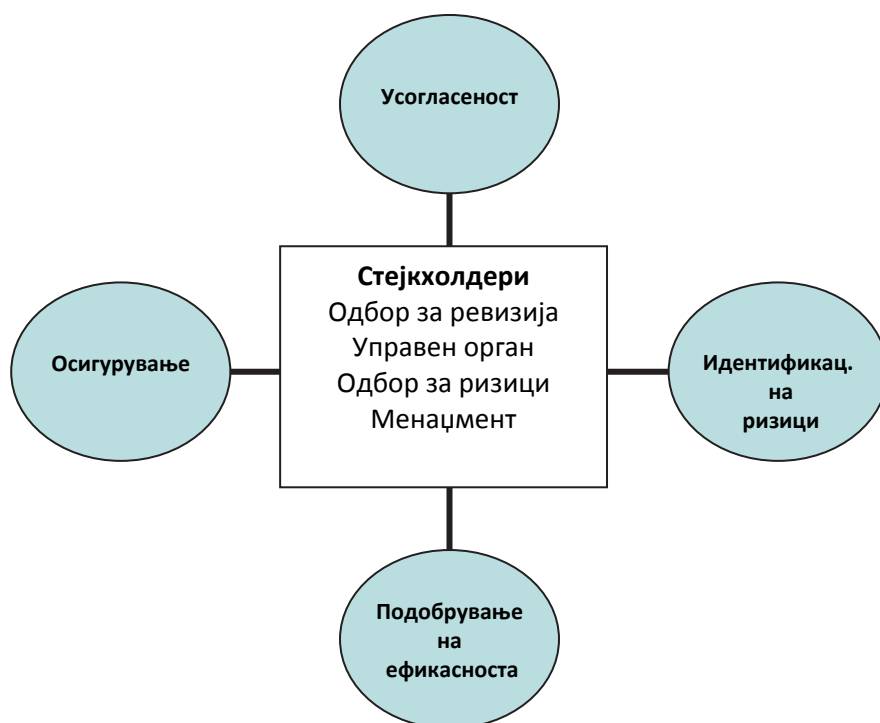 Усогласеност
Стејкхолдери
Одбор за ревизија
Управен орган
Одбор за ризици
Менаџмент
Осигурување
Идентификац.
на
ризици
Подобрување
на
ефикасноста